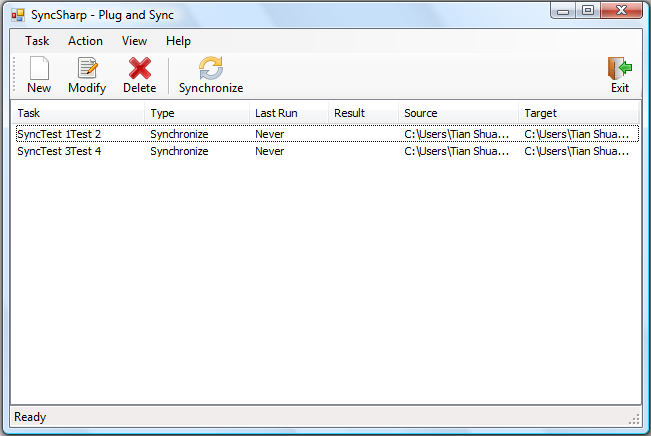 SyncSharp - Plug and Sync
Task Action View Help
New Modify Delete Synchronize Exit
Task Type Last Run Result Source Target
SyncTest 1Test 2 Synchronize Never C:\Users\Tian Shua... C:\Users\Tian Shua...
SyncTest 3Test 4 Synchronize Never C:\Users\Tian Shua... C:\Users\Tian Shua...
Ready